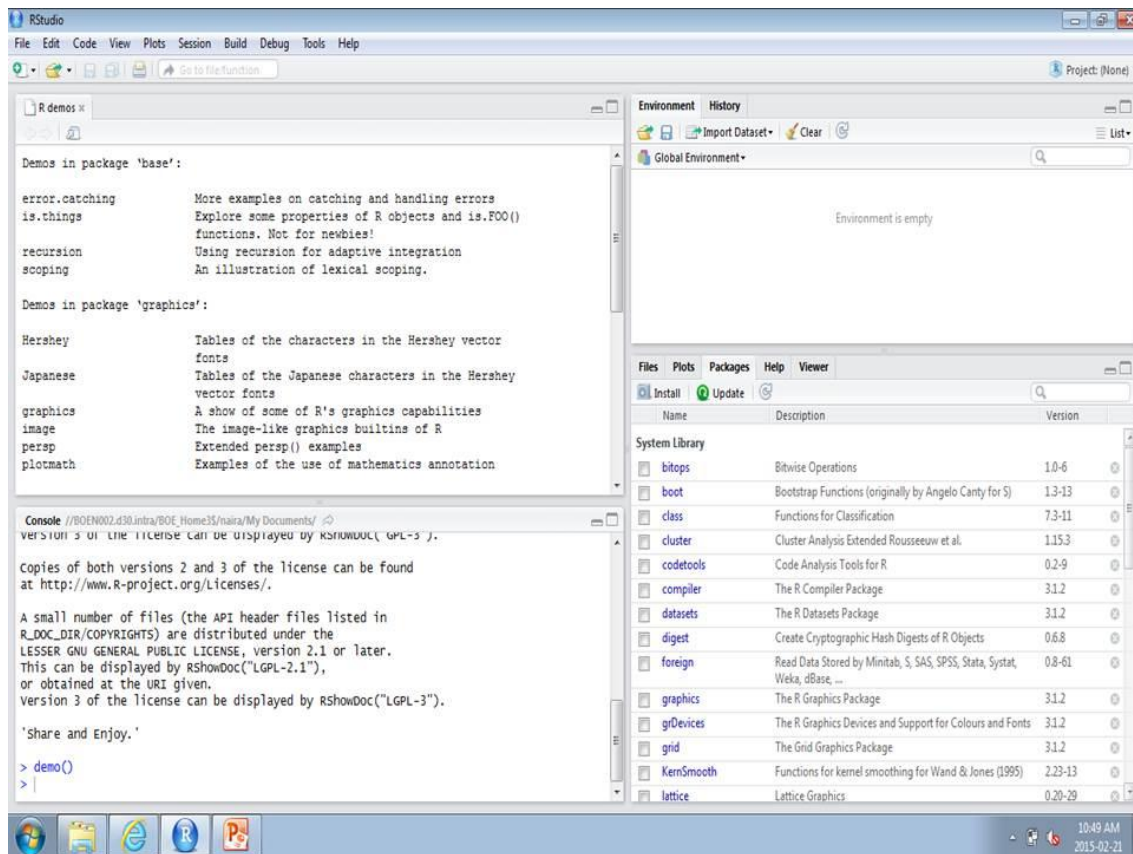 RStudio
File Edit Code View Plots Session Build Debug Tools Help
Go to file/function
Project: (None)
R demos
Demos in package 'base':
error.catching More examples on catching and handling errors
is.things Explore some properties of R objects and is.FOO()
functions. Not for newbies!
recursion Using recursion for adaptive integration
scoping An illustration of lexical scoping.
Demos in package 'graphics':
Hershey Tables of the characters in the Hershey vector
fonts
Japanese Tables of the Japanese characters in the Hershey
vector fonts
graphics A show of some of R's graphics capabilities
image The image-like graphics builtins of R
persp Extended persp() examples
plotmath Examples of the use of mathematics annotation
Console //BOEN002.d30.intra/BOE_Home3$/naira/My Documents/
Version 3 of the license can be displayed by RShowDoc("GPL-3").
Copies of both versions 2 and 3 of the license can be found
at http://www.R-project.org/Licenses/.
A small number of files (the API header files listed in
R_DOC_DIR/COPYRIGHTS) are distributed under the
LESSER GNU GENERAL PUBLIC LICENSE, version 2.1 or later.
This can be displayed by RShowDoc("LGPL-2.1"),
or obtained at the URI given.
Version 3 of the license can be displayed by RShowDoc("LGPL-3").
'Share and Enjoy.'
> demo()
>
Environment History
Import Dataset Clear List
Global Environment
Environment is empty
Files Plots Packages Help Viewer
Install Update
Name Description Version
System Library
bitops Bitwise Operations 1.0-6
boot Bootstrap Functions (originally by Angelo Canty for S) 1.3-13
class Functions for Classification 7.3-11
cluster Cluster Analysis Extended Rousseeuw et al. 1.15.3
codetools Code Analysis Tools for R 0.2-9
compiler The R Compiler Package 3.1.2
datasets The R Datasets Package 3.1.2
digest Create Cryptographic Hash Digests of R Objects 0.6.8
foreign Read Data Stored by Minitab, S, SAS, SPSS, Stata, Systat, 0.8-61
Weka, dBase, ...
graphics The R Graphics Package 3.1.2
grDevices The R Graphics Devices and Support for Colours and Fonts 3.1.2
grid The Grid Graphics Package 3.1.2
KernSmooth Functions for kernel smoothing for Wand & Jones (1995) 2.23-13
lattice Lattice Graphics 0.20-29
10:49 AM
2015-02-21